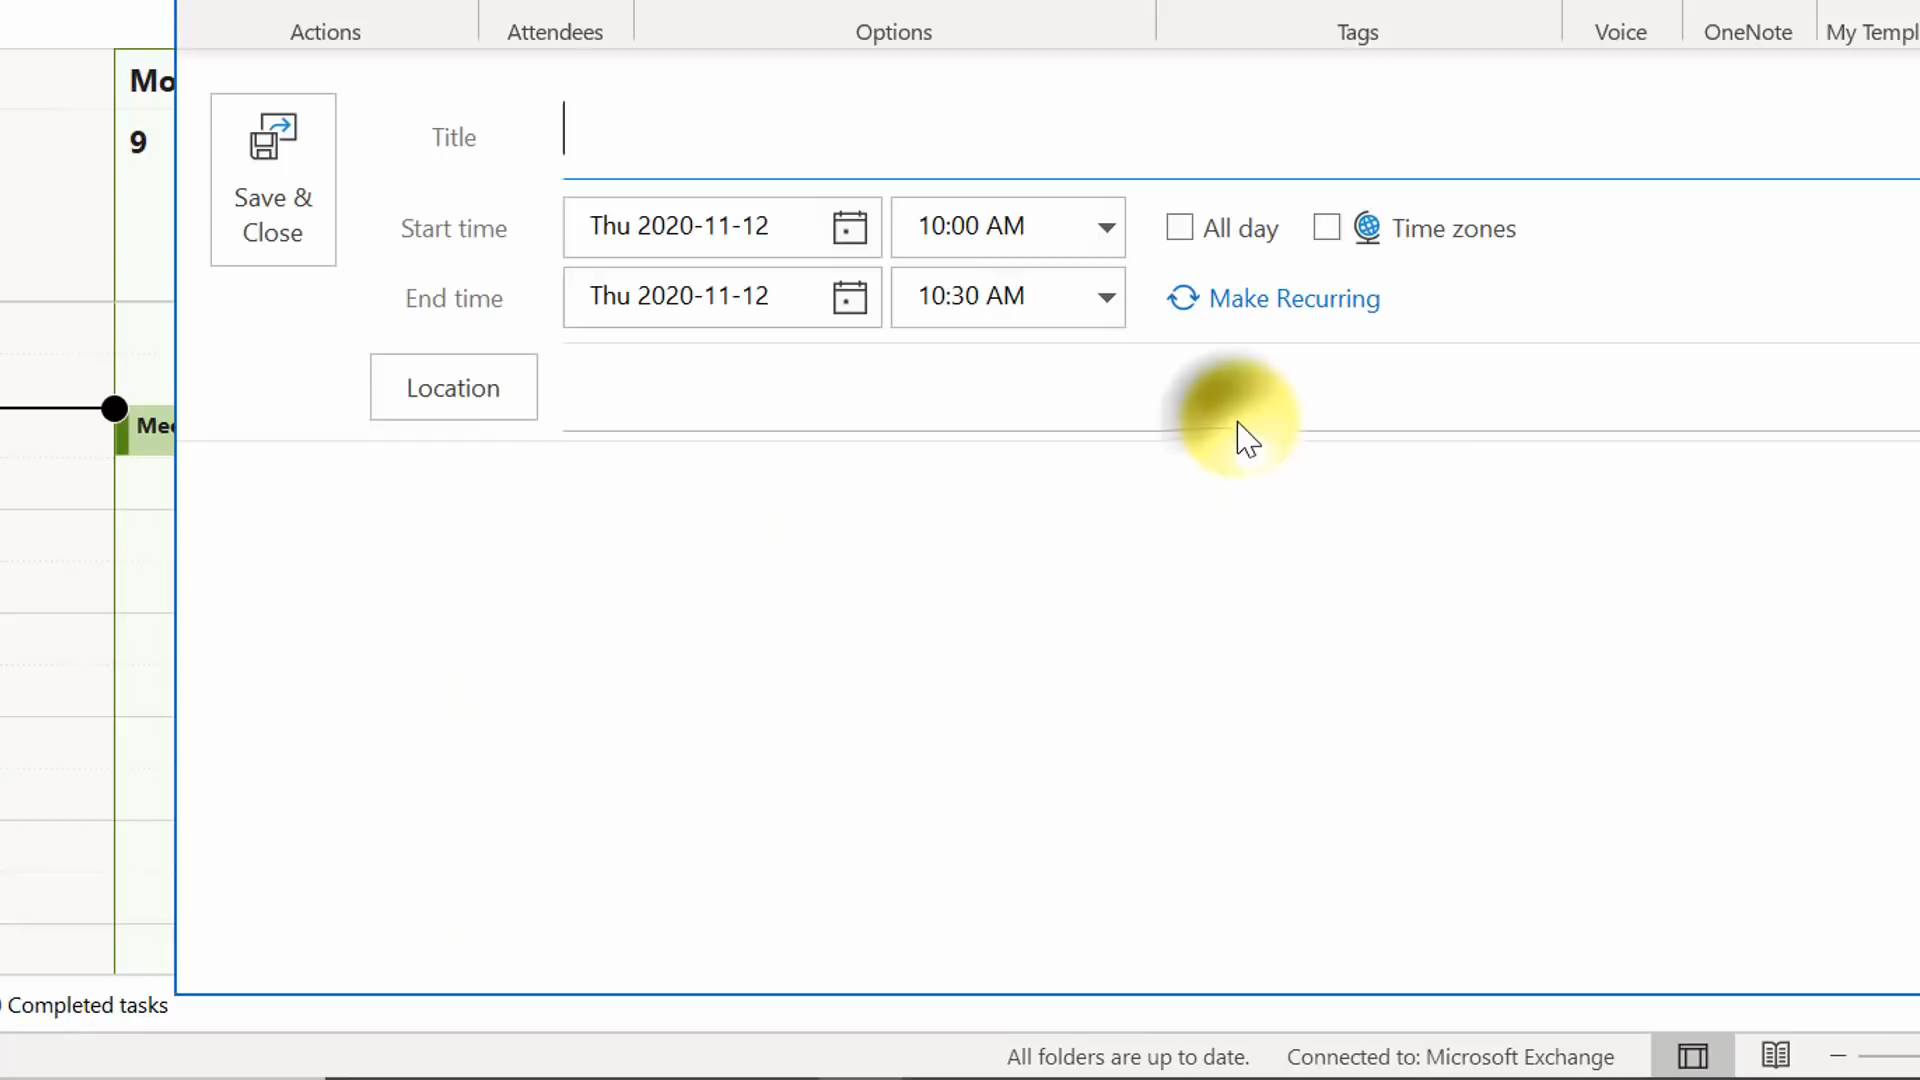 Actions
Attendees
Options
Tags
Voice
OneNote
My Templ
Mo
9
Save &
Close
Title
Start time
Thu 2020-11-12
10:00 AM
All day
Time zones
End time
Thu 2020-11-12
10:30 AM
Make Recurring
Location
Mee
Completed tasks
All folders are up to date.
Connected to: Microsoft Exchange